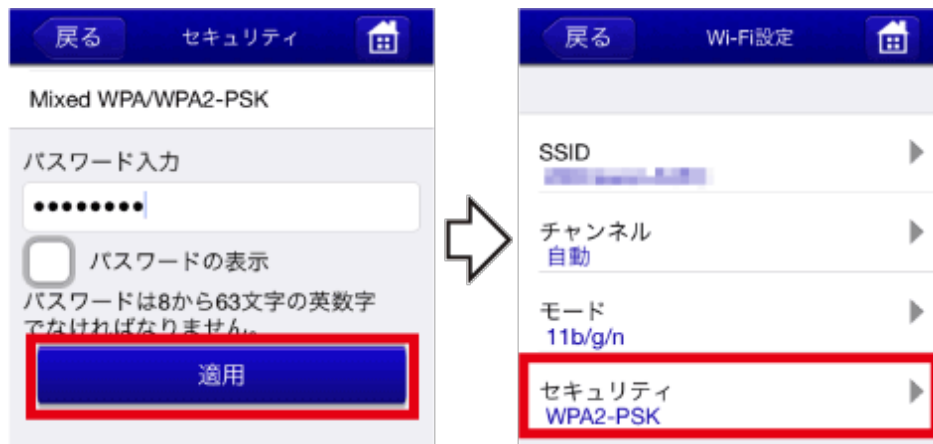 戻る セキュリティ
Mixed WPA/WPA2-PSK
パスワード入力
パスワードの表示
パスワードは8から63文字の英数字
でなければなりません。
適用
戻る Wi-Fi設定
SSID
チャンネル
自動
モード
11b/g/n
セキュリティ
WPA2-PSK